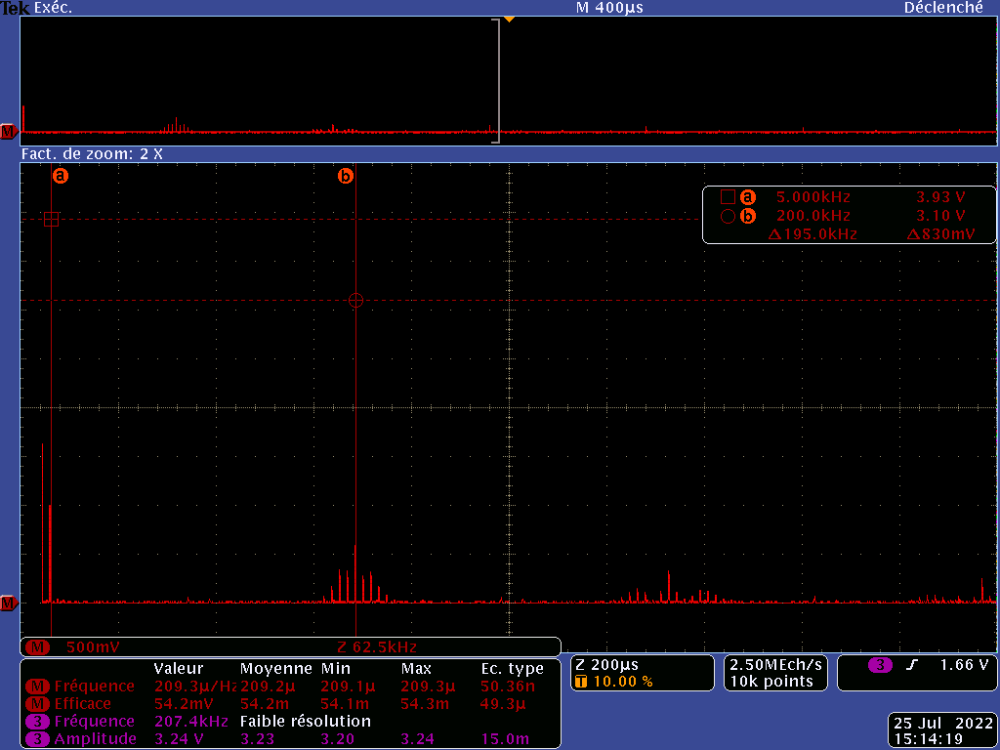 Tek Exéc. M 400µs Déclenché
M
Fact. de zoom: 2 X
a b
a 5.000kHz 3.93 V
b 200.0kHz 3.10 V
Δ195.0kHz Δ830mV
M
M 500mV Z 62.5kHz
Valeur Moyenne Min Max Ec. type
M Fréquence 209.3µ/Hz 209.2µ 209.1µ 209.3µ 50.36n
M Efficace 54.2mV 54.2m 54.1m 54.3m 49.3µ
3 Fréquence 207.4kHz Faible résolution
3 Amplitude 3.24 V 3.23 3.20 3.24 15.0m
Z 200µs
T 10.00 %
2.50MEch/s
10k points
3 1.66 V
25 Jul 2022
15:14:19